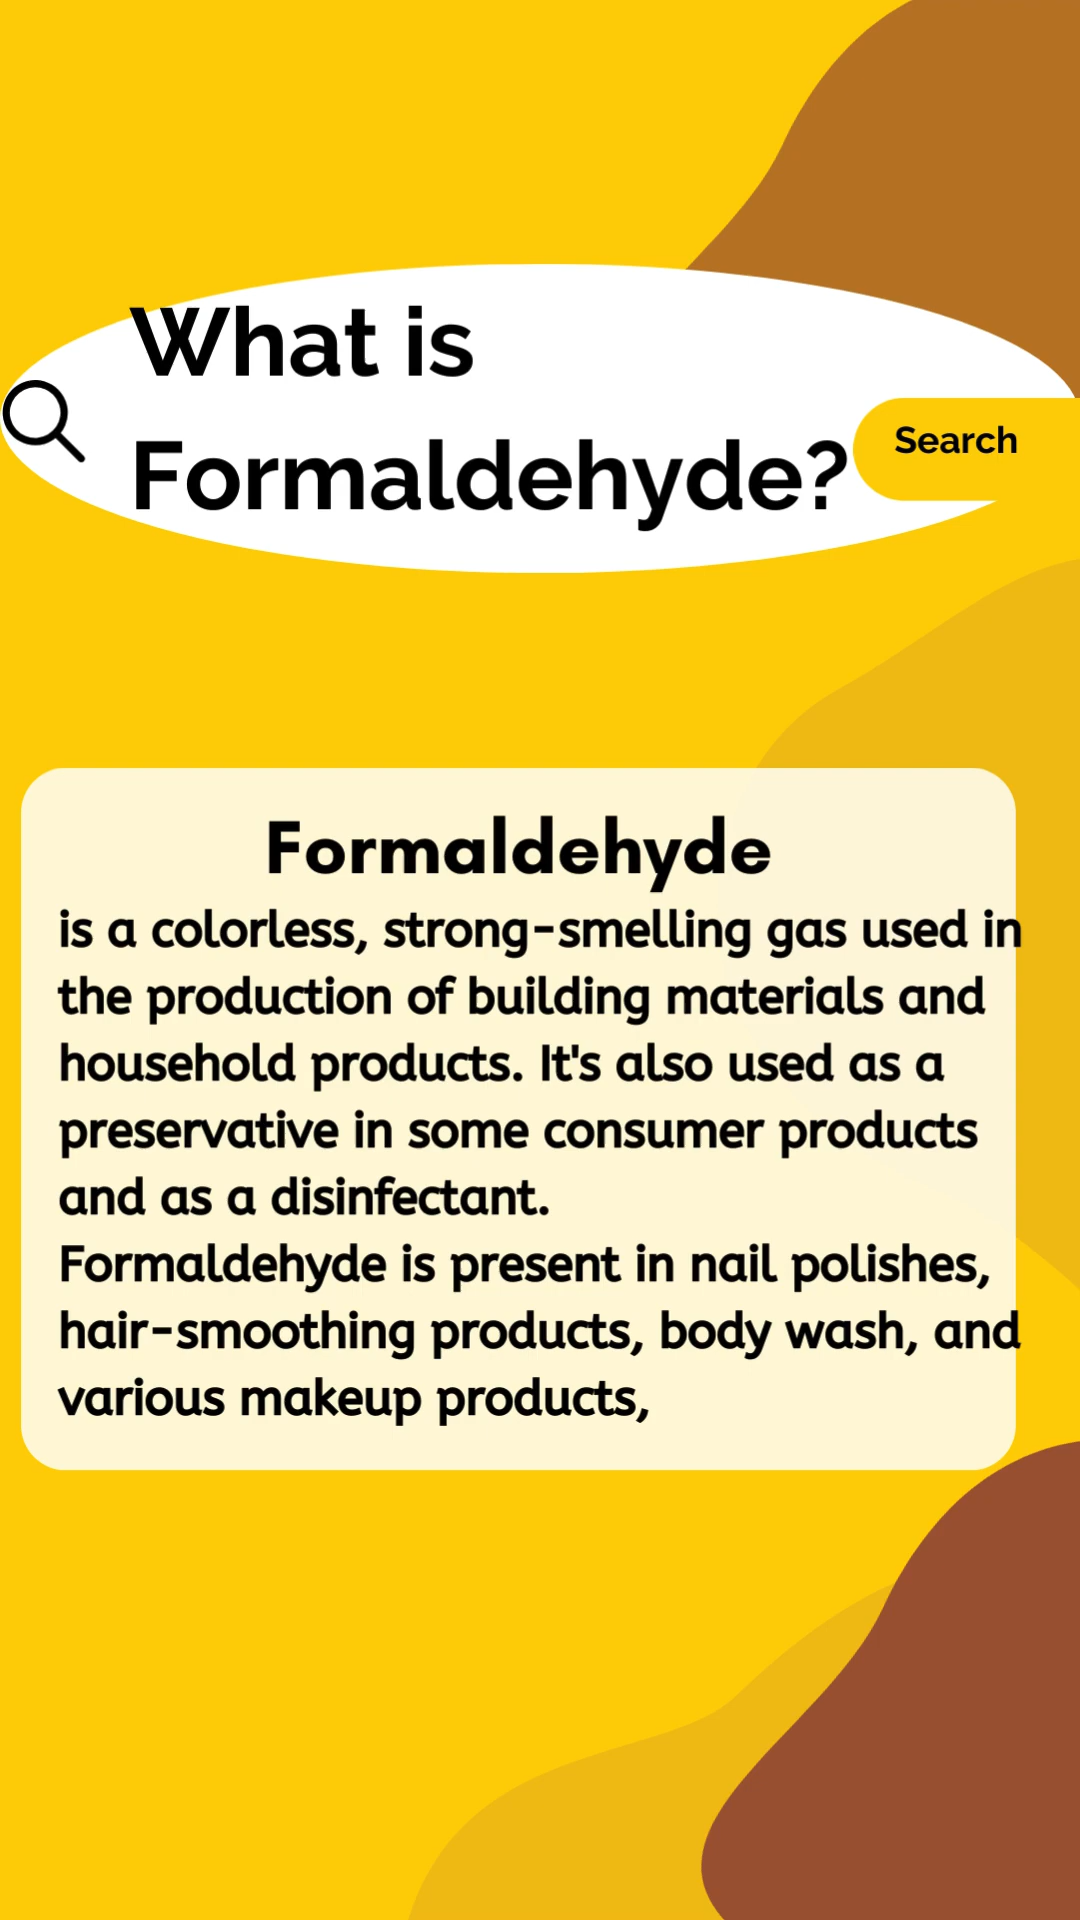 What is
Formaldehyde?
Search
Formaldehyde
is a colorless, strong-smelling gas used in
the production of building materials and
household products. It's also used as a
preservative in some consumer products
and as a disinfectant.
Formaldehyde is present in nail polishes,
hair-smoothing products, body wash, and
various makeup products,